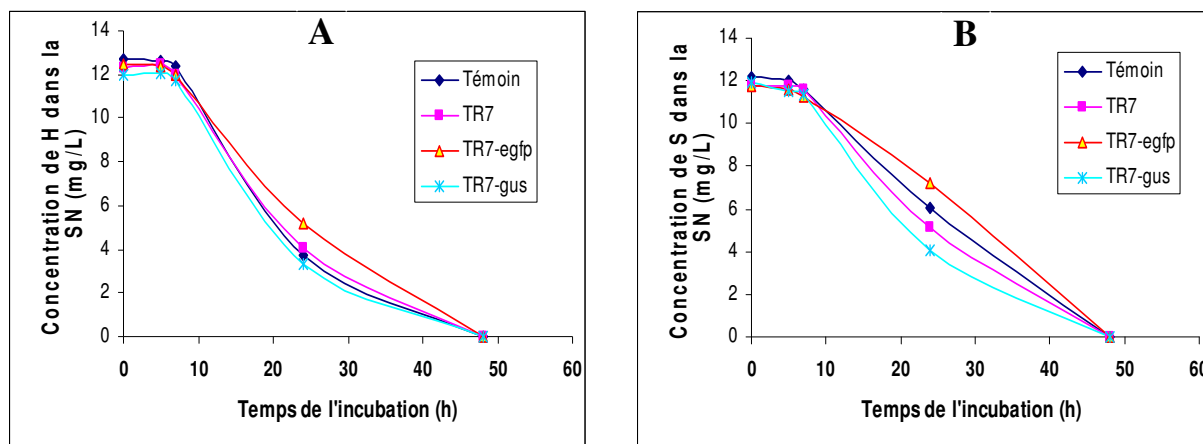 A
Concentration de H dans la
SN (mg/L)
14
12
10
8
6
4
2
0
0 10 20 30 40 50 60
Temps de l'incubation (h)
Témoin
TR7
TR7-egfp
TR7-gus
B
Concentration de S dans la
SN (mg/L)
14
12
10
8
6
4
2
0
0 10 20 30 40 50 60
Temps de l'incubation (h)
Témoin
TR7
TR7-egfp
TR7-gus